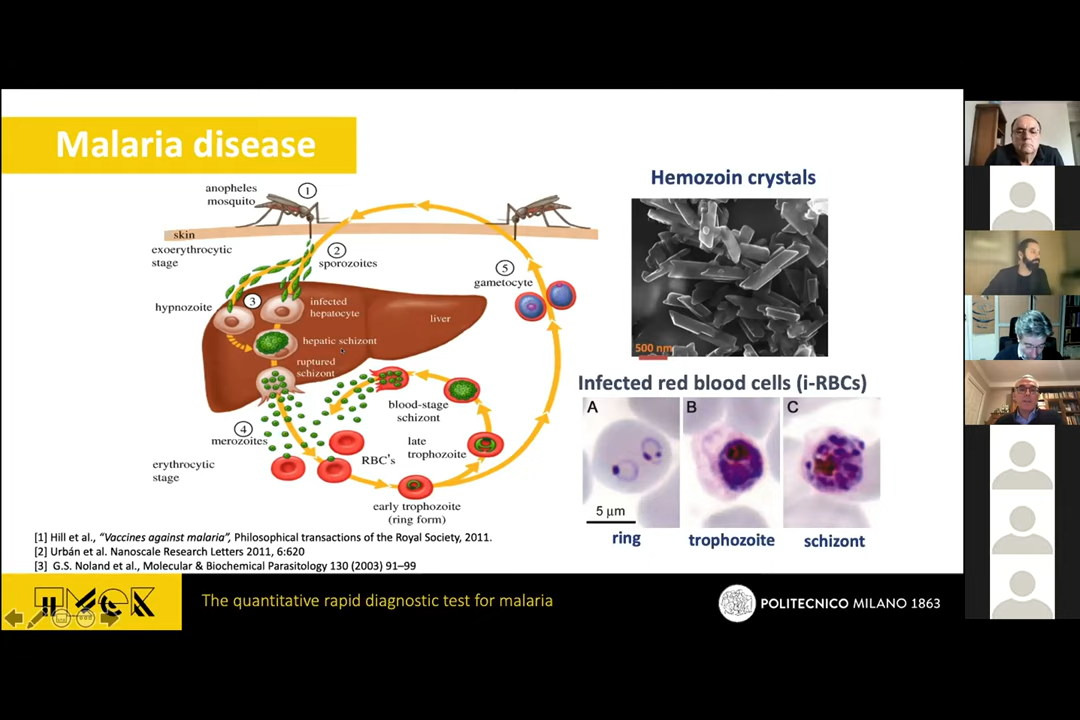 Malaria disease
anopheles
mosquito
1
skin
exoerythrocytic
stage
2
sporozoites
hypnozoite
3
infected
hepatocyte
liver
hepatic schizont
ruptured
schizont
4
merozoites
erythrocytic
stage
RBC's
early trophozoite
(ring form)
late
trophozoite
blood-stage
schizont
5
gametocyte
Hemozoin crystals
500 nm
Infected red blood cells (i-RBCs)
A
B
C
5 μm
ring
trophozoite
schizont
[1] Hill et al., “Vaccines against malaria”, Philosophical transactions of the Royal Society, 2011.
[2] Urbán et al. Nanoscale Research Letters 2011, 6:620
[3] G.S. Noland et al., Molecular & Biochemical Parasitology 130 (2003) 91–99
The quantitative rapid diagnostic test for malaria
POLITECNICO MILANO 1863